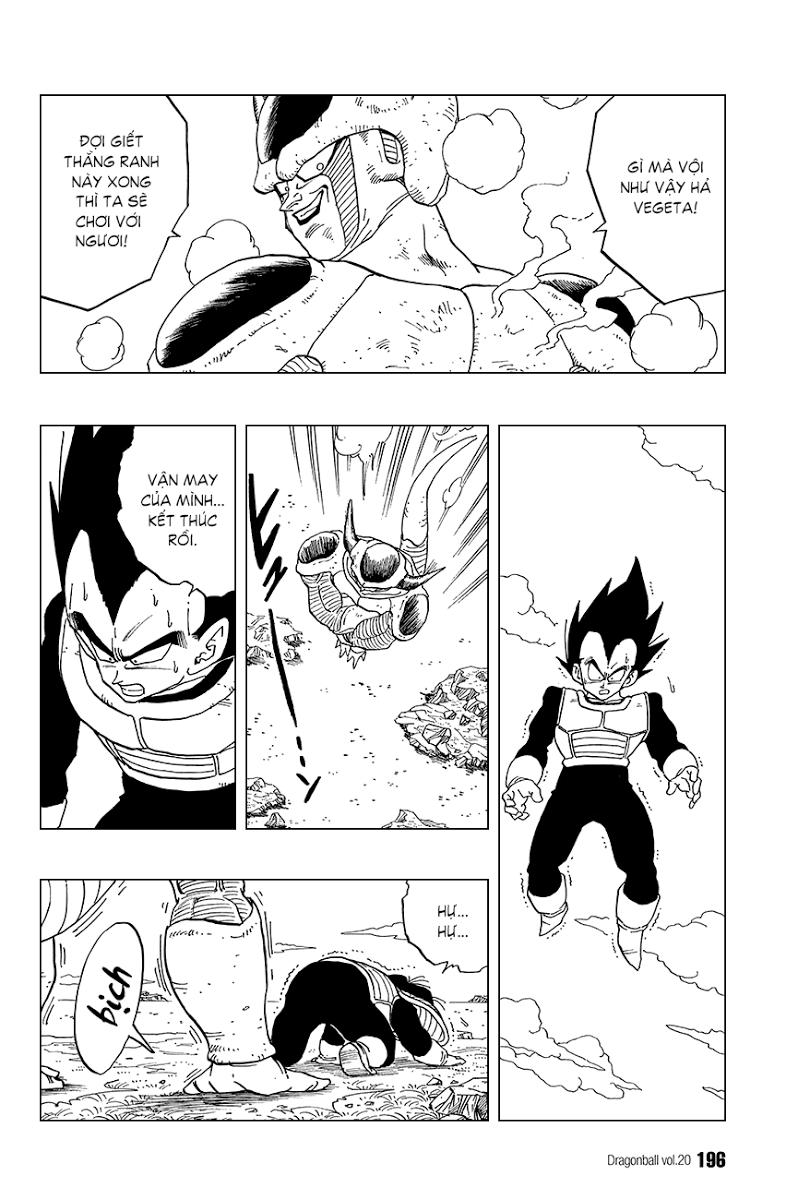 GÌ MÀ VỘI
NHƯ VẬY HẢ
VEGETA!
ĐỢI GIẾT
THẰNG RANH
NÀY XONG
THÌ TA SẼ
CHƠI VỚI
NGƯƠI!
VẬN MAY
CỦA MÌNH...
KẾT THÚC
RỒI.
HỰ...
HỰ...
bịch
Dragonball vol.20 196